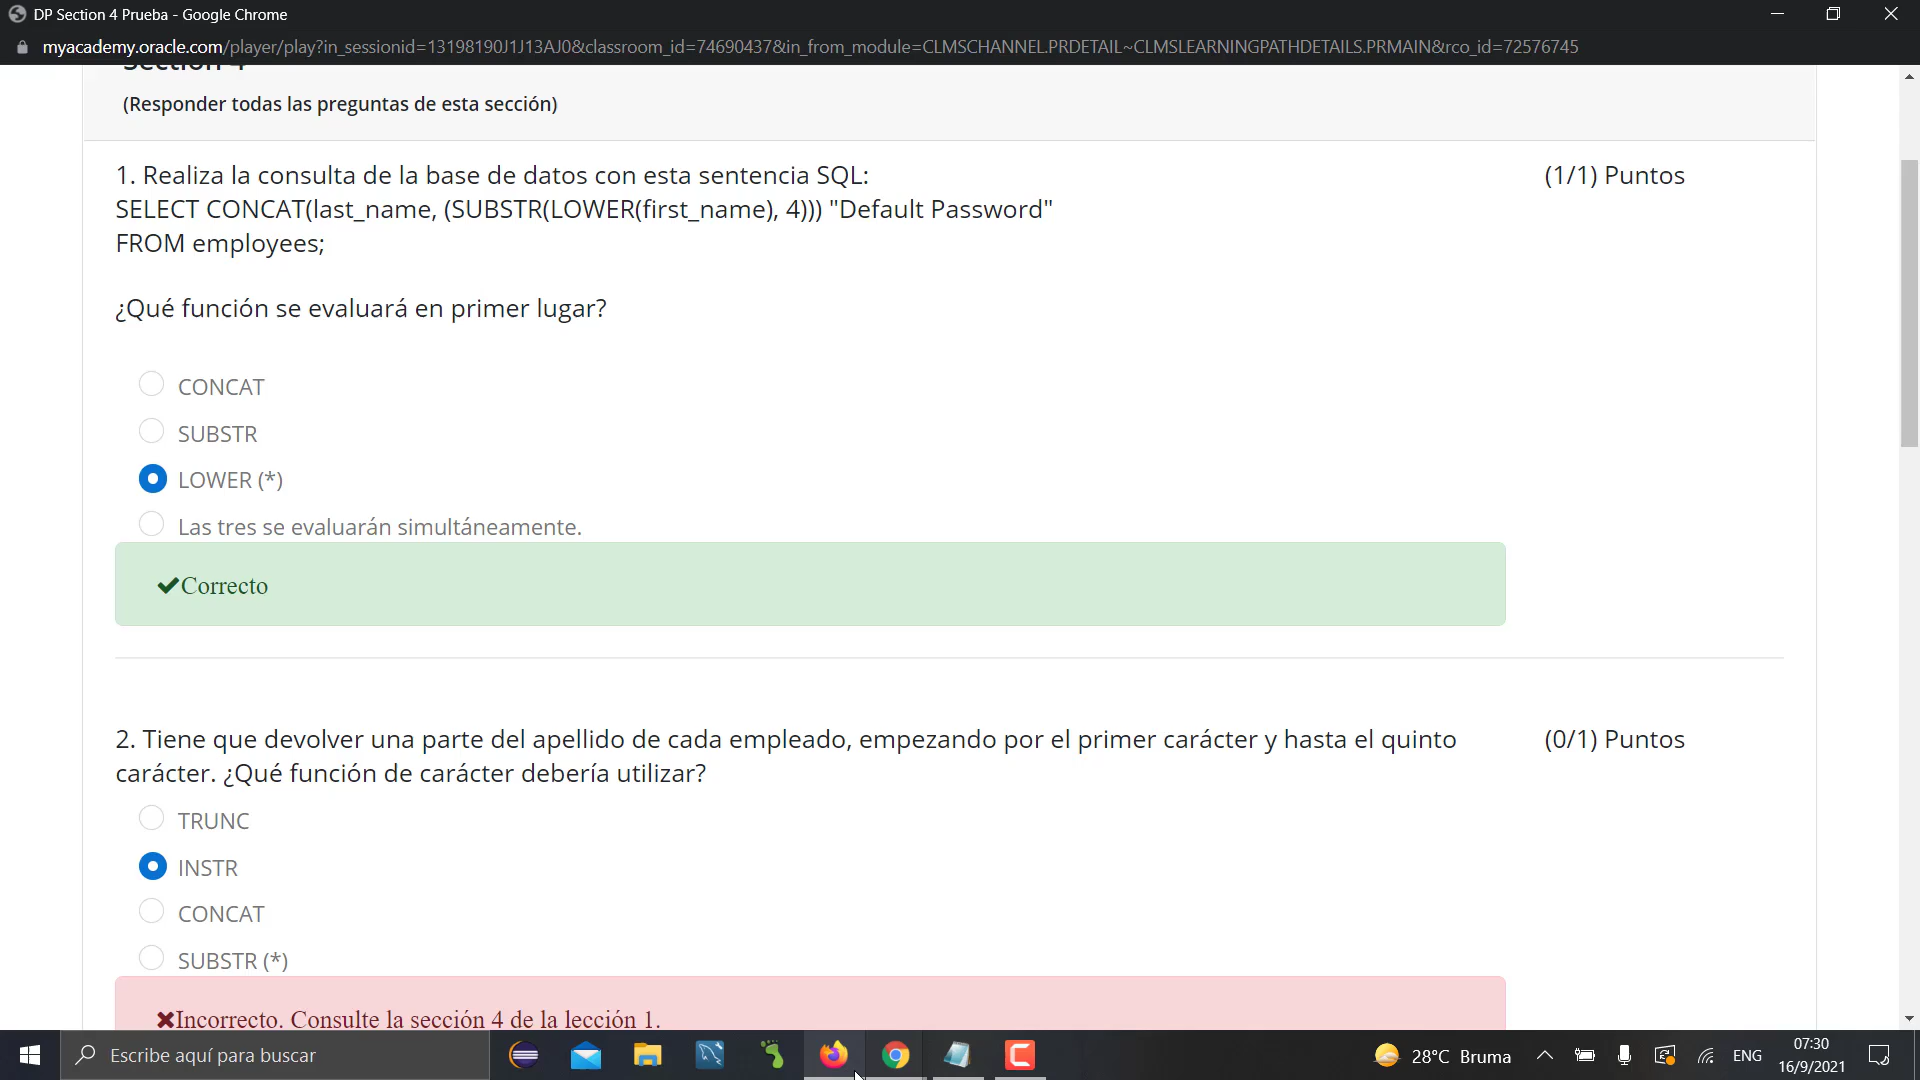 DP Section 4 Prueba - Google Chrome
myacademy.oracle.com/player/play?in_sessionid=13198190J1J13AJ0&classroom_id=74690437&in_from_module=CLMSCHANNEL.PRDETAIL~CLMSLEARNINGPATHDETAILS.PRMAIN&rco_id=72576745
Section 4
(Responder todas las preguntas de esta sección)
1. Realiza la consulta de la base de datos con esta sentencia SQL: (1/1) Puntos
SELECT CONCAT(last_name, (SUBSTR(LOWER(first_name), 4))) "Default Password"
FROM employees;
¿Qué función se evaluará en primer lugar?
CONCAT
SUBSTR
LOWER (*)
Las tres se evaluarán simultáneamente.
Correcto
2. Tiene que devolver una parte del apellido de cada empleado, empezando por el primer carácter y hasta el quinto (0/1) Puntos
carácter. ¿Qué función de carácter debería utilizar?
TRUNC
INSTR
CONCAT
SUBSTR (*)
Incorrecto. Consulte la sección 4 de la lección 1.
Escribe aquí para buscar
28°C Bruma
ENG
07:30
16/9/2021